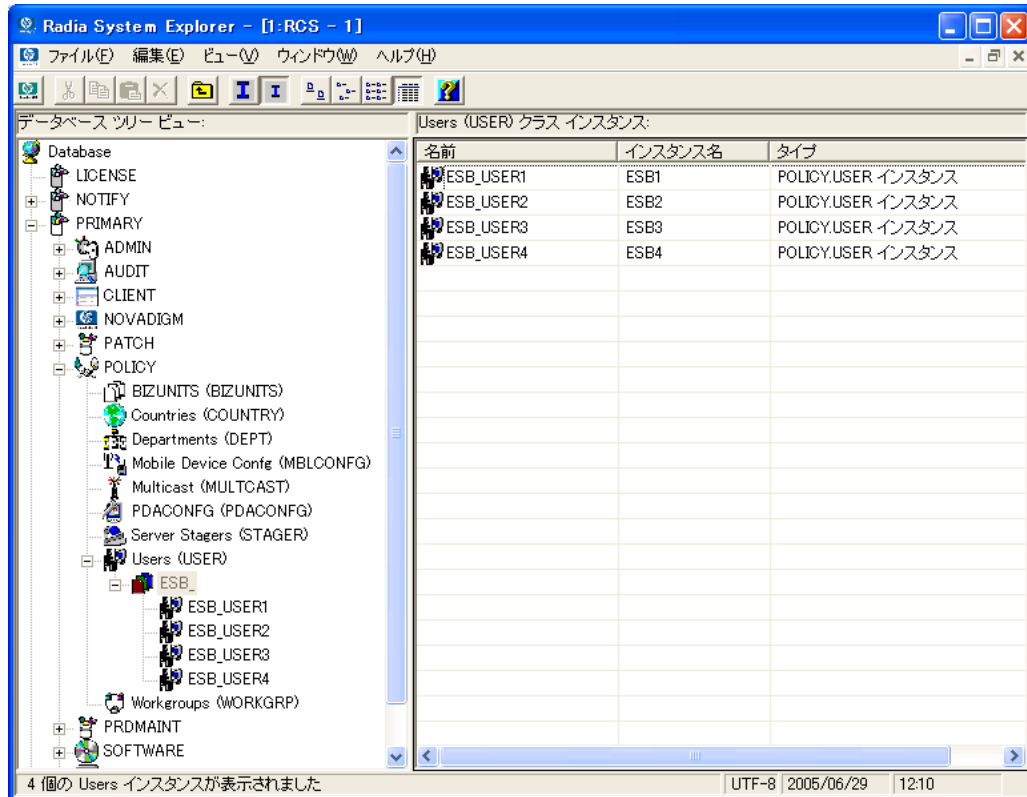 Radia System Explorer - [1:RCS - 1]
ファイル(F) 編集(E) ビュー(V) ウィンドウ(W) ヘルプ(H)
データベース ツリー ビュー:
Database
LICENSE
NOTIFY
PRIMARY
ADMIN
AUDIT
CLIENT
NOVADIGM
PATCH
POLICY
BIZUNITS (BIZUNITS)
Countries (COUNTRY)
Departments (DEPT)
Mobile Device Confg (MBLCONFG)
Multicast (MULTCAST)
PDACONFG (PDACONFG)
Server Stagers (STAGER)
Users (USER)
ESB_
ESB_USER1
ESB_USER2
ESB_USER3
ESB_USER4
Workgroups (WORKGRP)
PRDMAINT
SOFTWARE
Users (USER) クラス インスタンス:
名前 インスタンス名 タイプ
ESB_USER1 ESB1 POLICY.USER インスタンス
ESB_USER2 ESB2 POLICY.USER インスタンス
ESB_USER3 ESB3 POLICY.USER インスタンス
ESB_USER4 ESB4 POLICY.USER インスタンス
4 個の Users インスタンスが表示されました UTF-8 2005/06/29 12:10